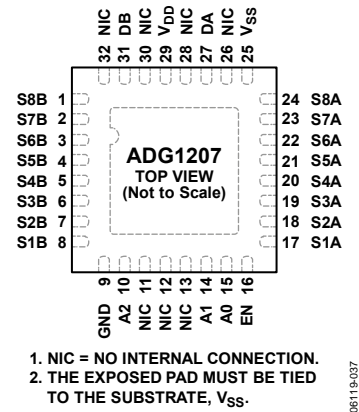 32 NIC
31 DB
30 NIC
29 VDD
28 NIC
27 DA
26 NIC
25 VSS
S8B 1
S7B 2
S6B 3
S5B 4
S4B 5
S3B 6
S2B 7
S1B 8
ADG1207
TOP VIEW
(Not to Scale)
24 S8A
23 S7A
22 S6A
21 S5A
20 S4A
19 S3A
18 S2A
17 S1A
GND 9
A2 10
NIC 11
NIC 12
NIC 13
A1 14
A0 15
EN 16
1. NIC = NO INTERNAL CONNECTION.
2. THE EXPOSED PAD MUST BE TIED
TO THE SUBSTRATE, VSS.
06119-037